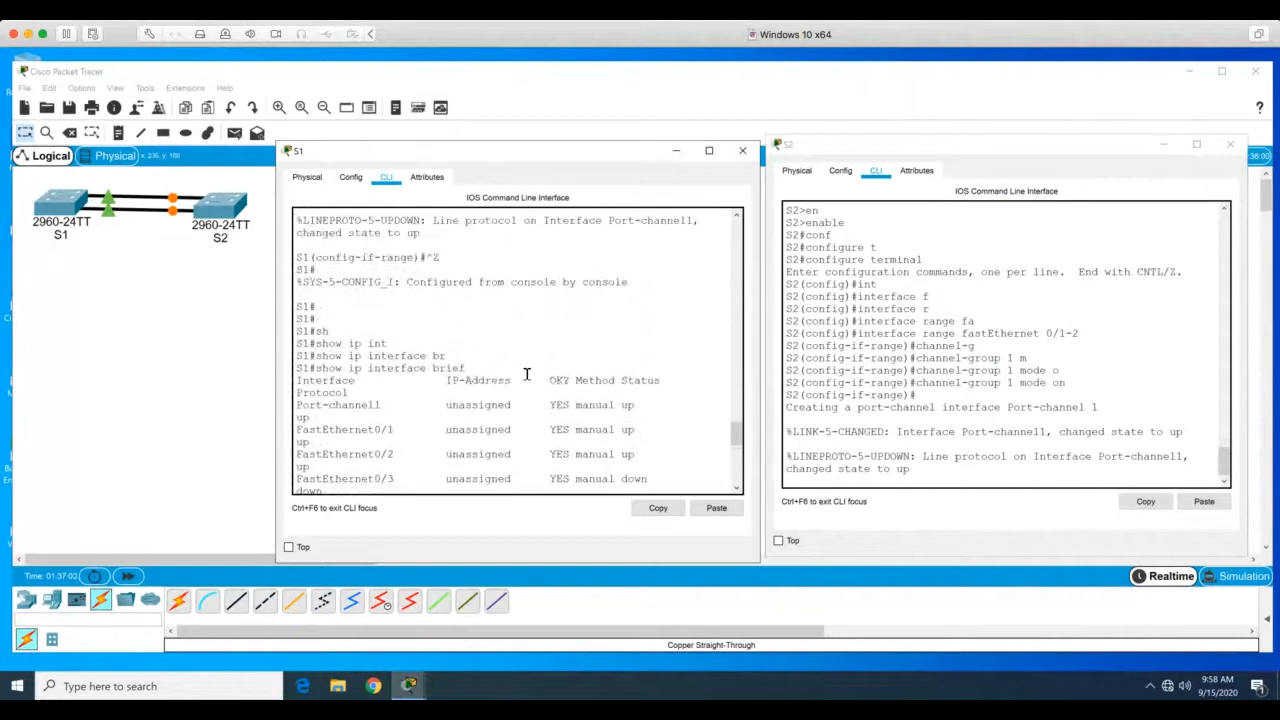 Windows 10 x64
Cisco Packet Tracer
File Edit Options View Tools Extensions Help
?
Logical Physical x: 236, y: 188
36:00
2960-24TT
S1
2960-24TT
S2
S1
Physical Config CLI Attributes
IOS Command Line Interface
%LINEPROTO-5-UPDOWN: Line protocol on Interface Port-channel1,
changed state to up
S1(config-if-range)#^Z
S1#
%SYS-5-CONFIG_I: Configured from console by console
S1#
S1#
S1#sh
S1#show ip int
S1#show ip interface br
S1#show ip interface brief
Interface IP-Address OK? Method Status
Protocol
Port-channel1 unassigned YES manual up
up
FastEthernet0/1 unassigned YES manual up
up
FastEthernet0/2 unassigned YES manual up
up
FastEthernet0/3 unassigned YES manual down
down
Ctrl+F6 to exit CLI focus
Copy Paste
Top
S2
Physical Config CLI Attributes
IOS Command Line Interface
S2>en
S2>enable
S2#conf
S2#configure t
S2#configure terminal
Enter configuration commands, one per line. End with CNTL/Z.
S2(config)#int
S2(config)#interface f
S2(config)#interface r
S2(config)#interface range fa
S2(config)#interface range fastEthernet 0/1-2
S2(config-if-range)#channel-g
S2(config-if-range)#channel-group 1 m
S2(config-if-range)#channel-group 1 mode o
S2(config-if-range)#channel-group 1 mode on
S2(config-if-range)#
Creating a port-channel interface Port-channel 1
%LINK-5-CHANGED: Interface Port-channel1, changed state to up
%LINEPROTO-5-UPDOWN: Line protocol on Interface Port-channel1,
changed state to up
Ctrl+F6 to exit CLI focus
Copy Paste
Top
Time: 01:37:02
Realtime Simulation
Copper Straight-Through
Type here to search
9:58 AM
9/15/2020